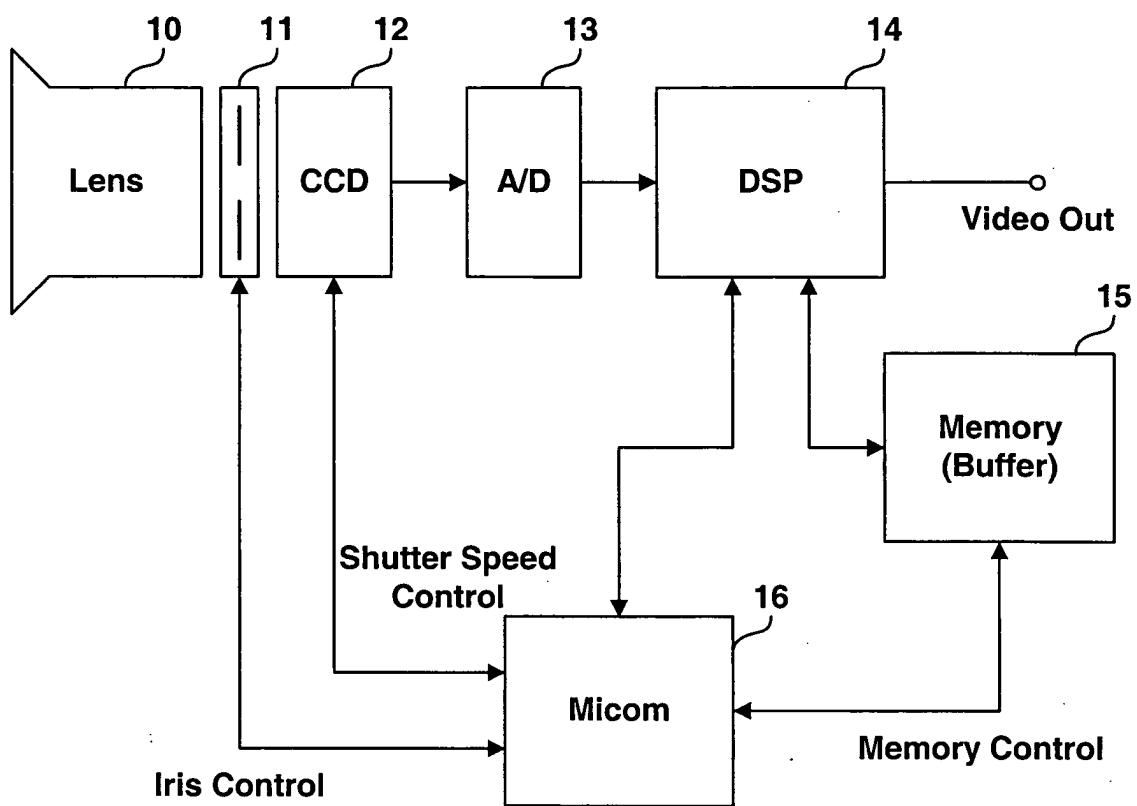 10
11
12
13
14
Lens
CCD
A/D
DSP
Video Out
15
Memory
(Buffer)
Shutter Speed
Control
16
Micom
Memory Control
Iris Control